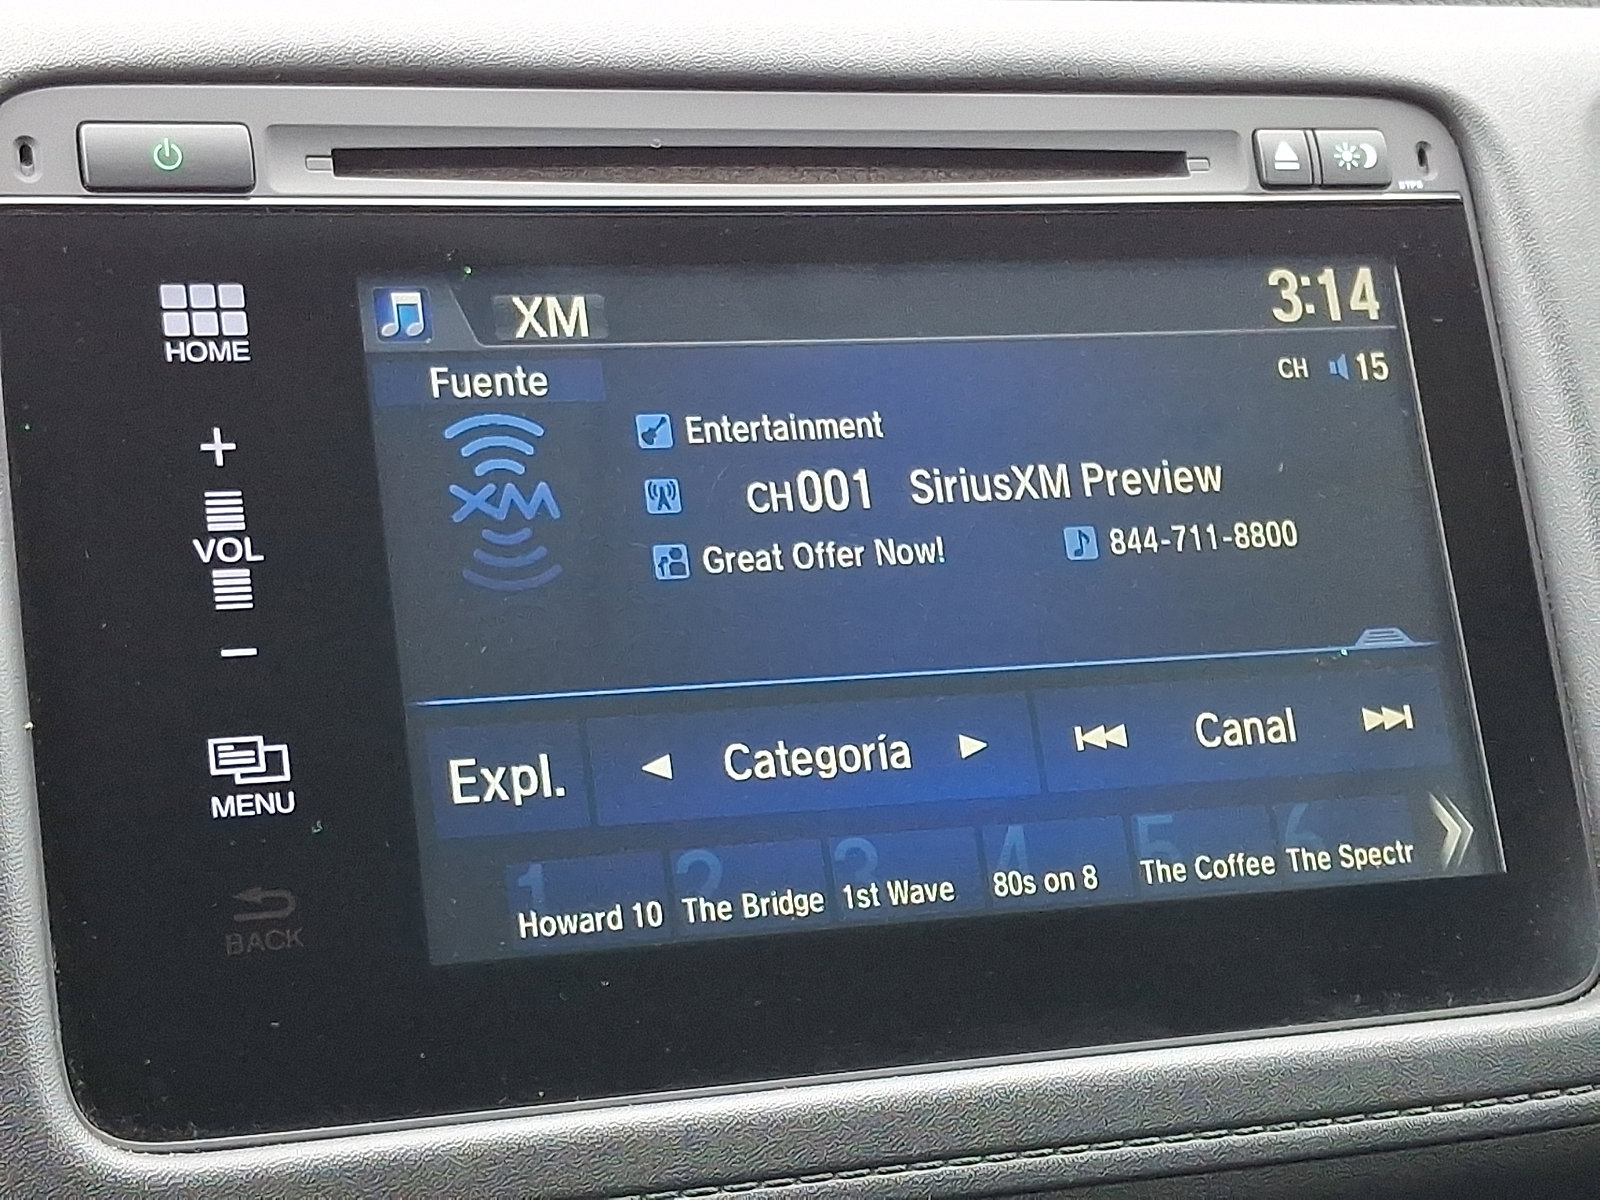 HOME
+
VOL
−
MENU
BACK
XM
3:14
Fuente
CH 15
XM
Entertainment
CH001 SiriusXM Preview
Great Offer Now! 844-711-8800
Expl. Categoría Canal
1 2 3 4 5 6
Howard 10 The Bridge 1st Wave 80s on 8 The Coffee The Spectr